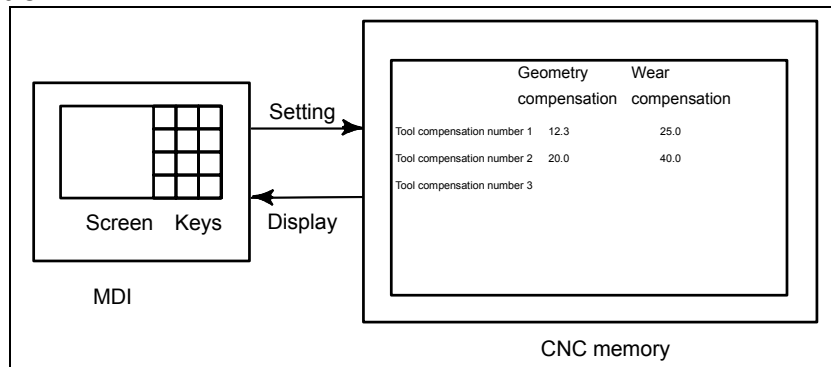 Screen Keys
MDI
Setting
Display
Geometry compensation Wear compensation
Tool compensation number 1 12.3 25.0
Tool compensation number 2 20.0 40.0
Tool compensation number 3
CNC memory